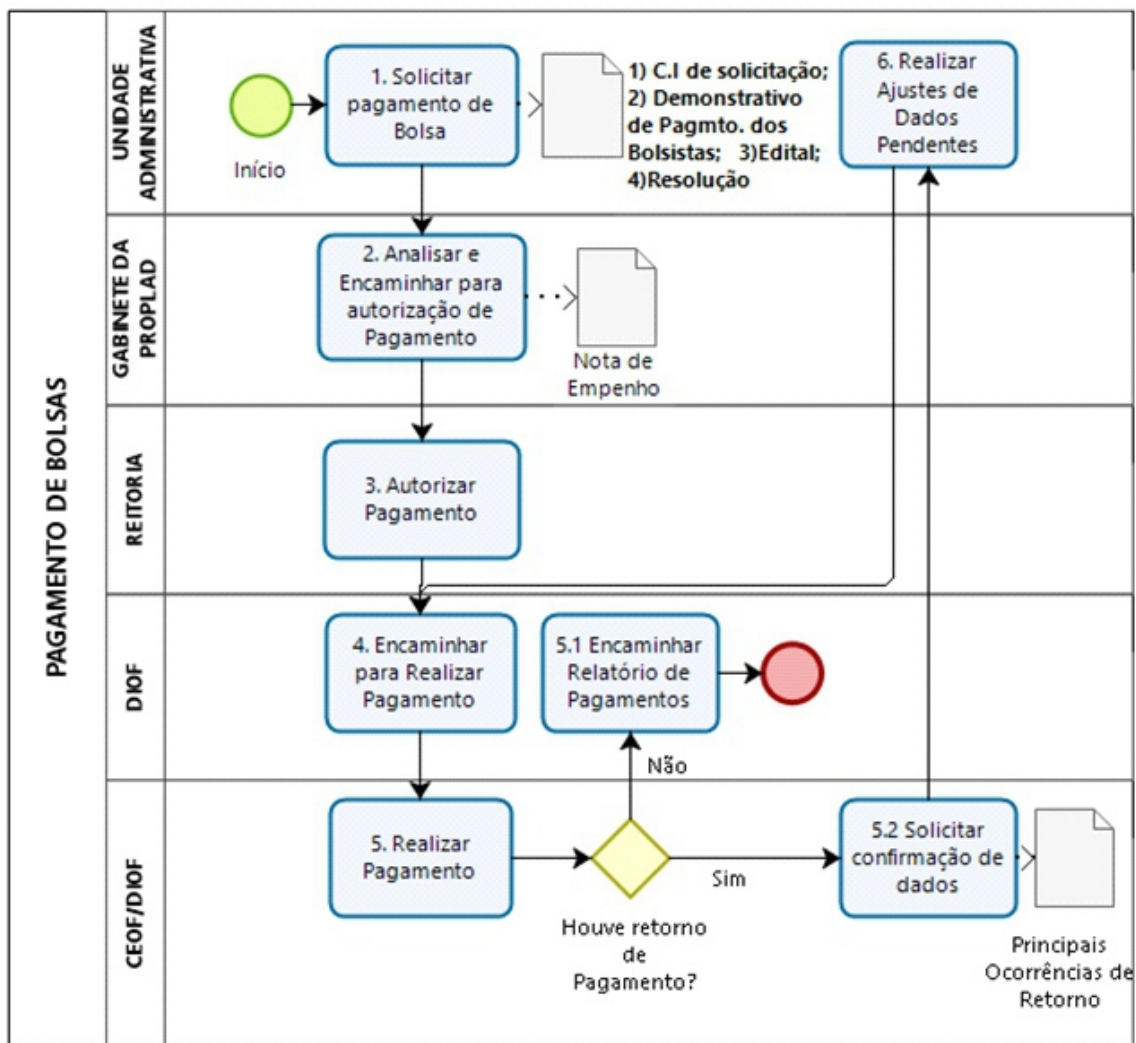 PAGAMENTO DE BOLSAS
UNIDADE
ADMINISTRATIVA
Início
1. Solicitar
pagamento de
Bolsa
1) C.I de solicitação;
2) Demonstrativo
de Pagmto. dos
Bolsistas; 3)Edital;
4)Resolução
6. Realizar
Ajustes de
Dados
Pendentes
GABINETE DA
PROPLAD
2. Analisar e
Encaminhar para
autorização de
Pagamento
Nota de
Empenho
REITORIA
3. Autorizar
Pagamento
DIOF
4. Encaminhar
para Realizar
Pagamento
5.1 Encaminhar
Relatório de
Pagamentos
Não
CEOF/DIOF
5. Realizar
Pagamento
Houve retorno
de
Pagamento?
Sim
5.2 Solicitar
confirmação de
dados
Principais
Ocorrências de
Retorno